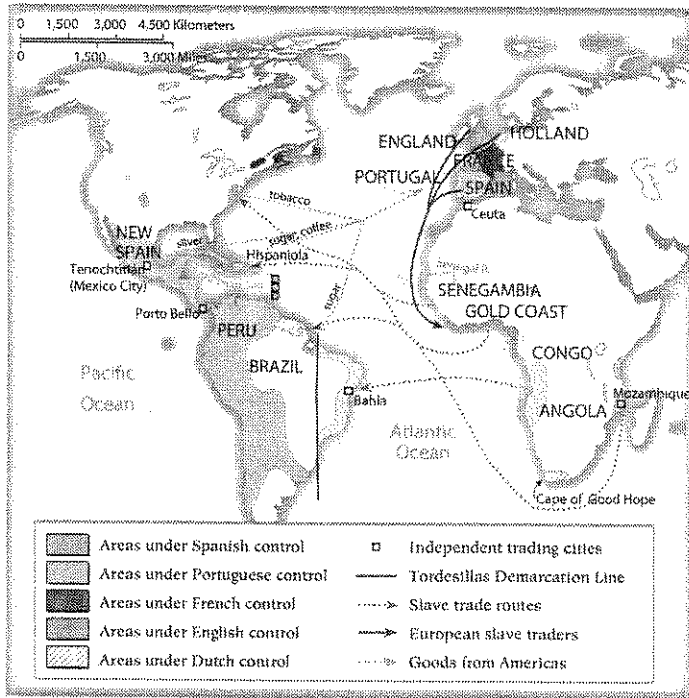 0 1,500 3,000 4,500 Kilometers
0 1,500 3,000 Miles
ENGLAND
HOLLAND
FRANCE
PORTUGAL
SPAIN
Ceuta
tobacco
NEW
SPAIN
silver
sugar coffee
Hispaniola
Tenochtitlan
(Mexico City)
SENEGAMBIA
GOLD COAST
Porto Bello
sugar
PERU
BRAZIL
CONGO
Pacific
Ocean
Bahia
ANGOLA
Mozambique
Atlantic
Ocean
Cape of Good Hope
Areas under Spanish control
Areas under Portuguese control
Areas under French control
Areas under English control
Areas under Dutch control
Independent trading cities
Tordesillas Demarcation Line
Slave trade routes
European slave traders
Goods from Americas